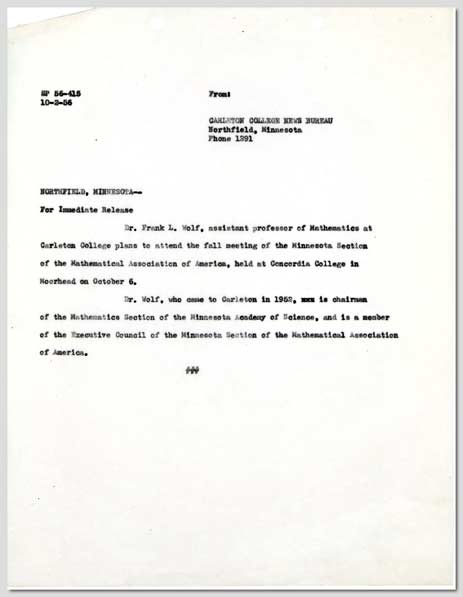 NP 56-415
10-2-56
From:
CARLETON COLLEGE NEWS BUREAU
Northfield, Minnesota
Phone 1291
NORTHFIELD, MINNESOTA--
For Immediate Release
Dr. Frank L. Wolf, assistant professor of Mathematics at
Carleton College plans to attend the fall meeting of the Minnesota Section
of the Mathematical Association of America, held at Concordia College in
Moorhead on October 6.
Dr. Wolf, who came to Carleton in 1952, is chairman
of the Mathematics Section of the Minnesota Academy of Science, and is a member
of the Executive Council of the Minnesota Section of the Mathematical Association
of America.
###